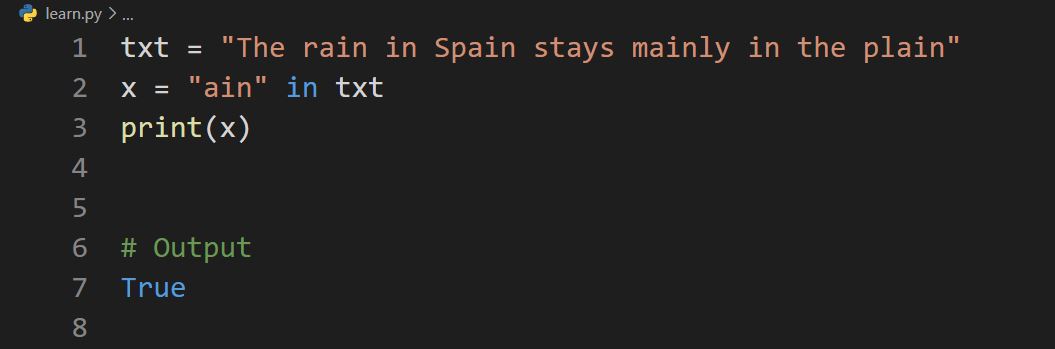 learn.py > ...
1 txt = "The rain in Spain stays mainly in the plain"
2 x = "ain" in txt
3 print(x)
4
5
6 # Output
7 True
8